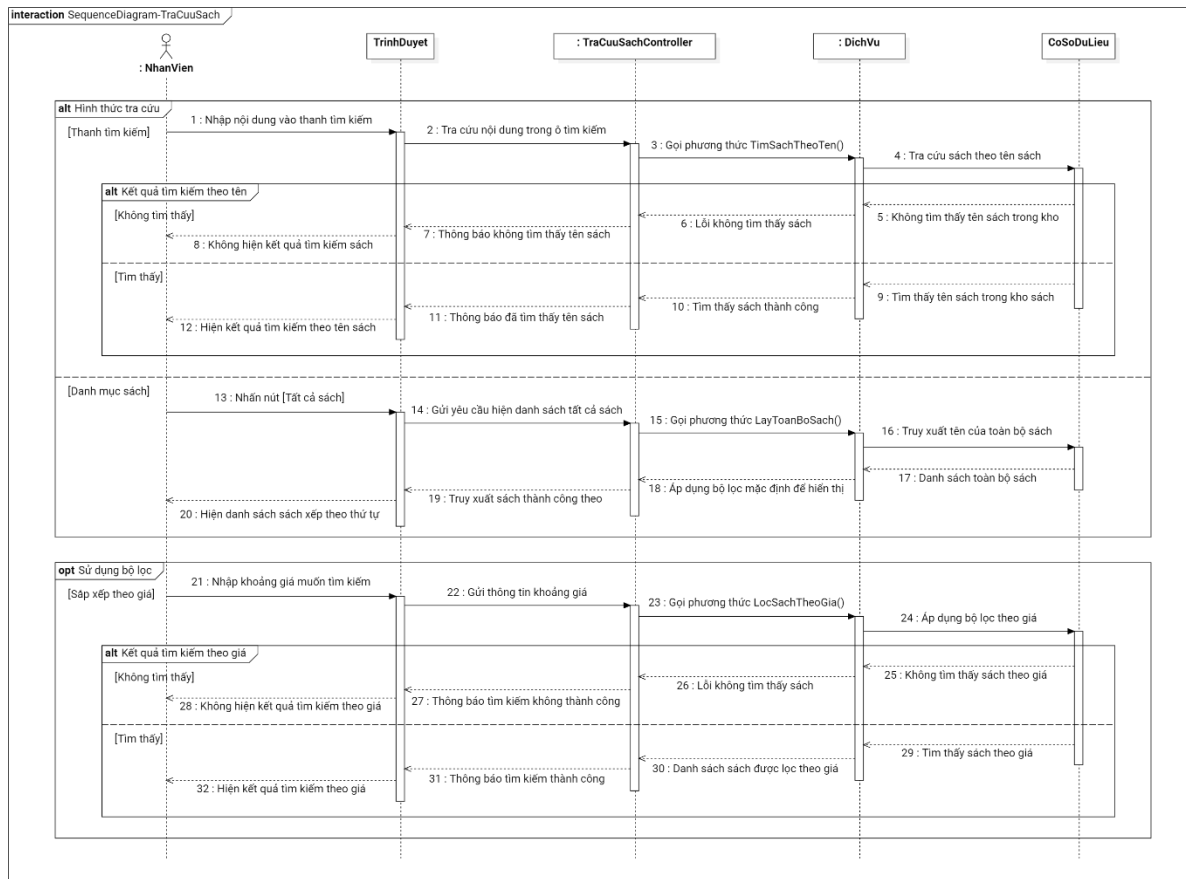 interaction SequenceDiagram-TraCuuSach
: NhanVien
TrinhDuyet
: TraCuuSachController
: DichVu
CoSoDuLieu
alt Hình thức tra cứu
[Thanh tìm kiếm]
1 : Nhập nội dung vào thanh tìm kiếm
2 : Tra cứu nội dung trong ô tìm kiếm
3 : Gọi phương thức TimSachTheoTen()
4 : Tra cứu sách theo tên sách
alt Kết quả tìm kiếm theo tên
[Không tìm thấy]
5 : Không tìm thấy tên sách trong kho
6 : Lỗi không tìm thấy sách
7 : Thông báo không tìm thấy tên sách
8 : Không hiện kết quả tìm kiếm sách
[Tìm thấy]
9 : Tìm thấy tên sách trong kho sách
10 : Tìm thấy sách thành công
11 : Thông báo đã tìm thấy tên sách
12 : Hiện kết quả tìm kiếm theo tên sách
[Danh mục sách]
13 : Nhấn nút [Tất cả sách]
14 : Gửi yêu cầu hiện danh sách tất cả sách
15 : Gọi phương thức LayToanBoSach()
16 : Truy xuất tên của toàn bộ sách
17 : Danh sách toàn bộ sách
18 : Áp dụng bộ lọc mặc định để hiển thị
19 : Truy xuất sách thành công theo
20 : Hiện danh sách sách xếp theo thứ tự
opt Sử dụng bộ lọc
[Sắp xếp theo giá]
21 : Nhập khoảng giá muốn tìm kiếm
22 : Gửi thông tin khoảng giá
23 : Gọi phương thức LocSachTheoGia()
24 : Áp dụng bộ lọc theo giá
alt Kết quả tìm kiếm theo giá
[Không tìm thấy]
25 : Không tìm thấy sách theo giá
26 : Lỗi không tìm thấy sách
27 : Thông báo tìm kiếm không thành công
28 : Không hiện kết quả tìm kiếm theo giá
[Tìm thấy]
29 : Tìm thấy sách theo giá
30 : Danh sách sách được lọc theo giá
31 : Thông báo tìm kiếm thành công
32 : Hiện kết quả tìm kiếm theo giá